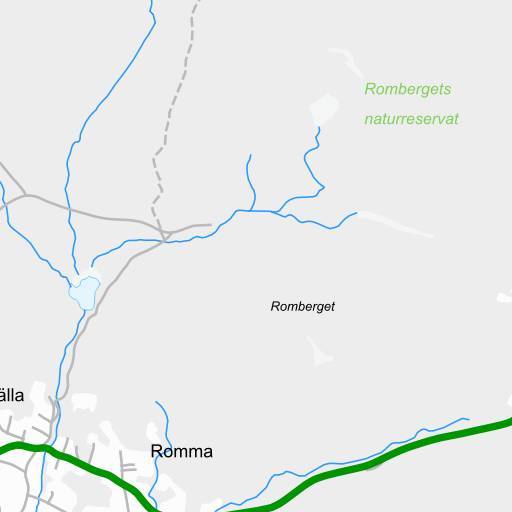 Rombergets
naturreservat
Romberget
älla
Romma